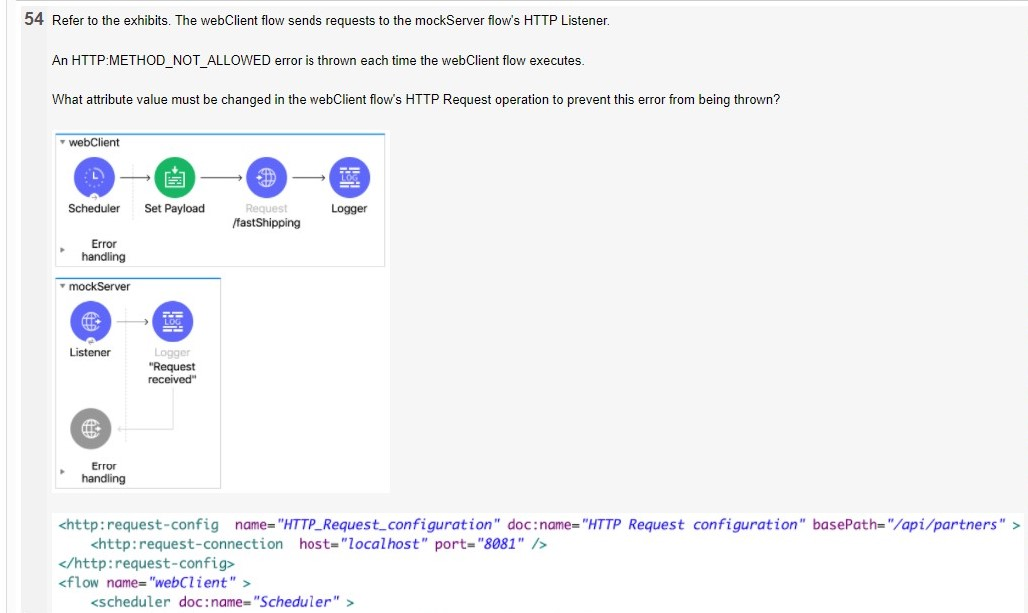 54 Refer to the exhibits. The webClient flow sends requests to the mockServer flow's HTTP Listener.
An HTTP:METHOD_NOT_ALLOWED error is thrown each time the webClient flow executes.
What attribute value must be changed in the webClient flow's HTTP Request operation to prevent this error from being thrown?
webClient
Scheduler Set Payload Request Logger
/fastShipping
LOG
Error
handling
mockServer
LOG
Listener Logger
"Request
received"
Error
handling
<http:request-config name="HTTP_Request_configuration" doc:name="HTTP Request configuration" basePath="/api/partners" >
<http:request-connection host="localhost" port="8081" />
</http:request-config>
<flow name="webClient" >
<scheduler doc:name="Scheduler" >